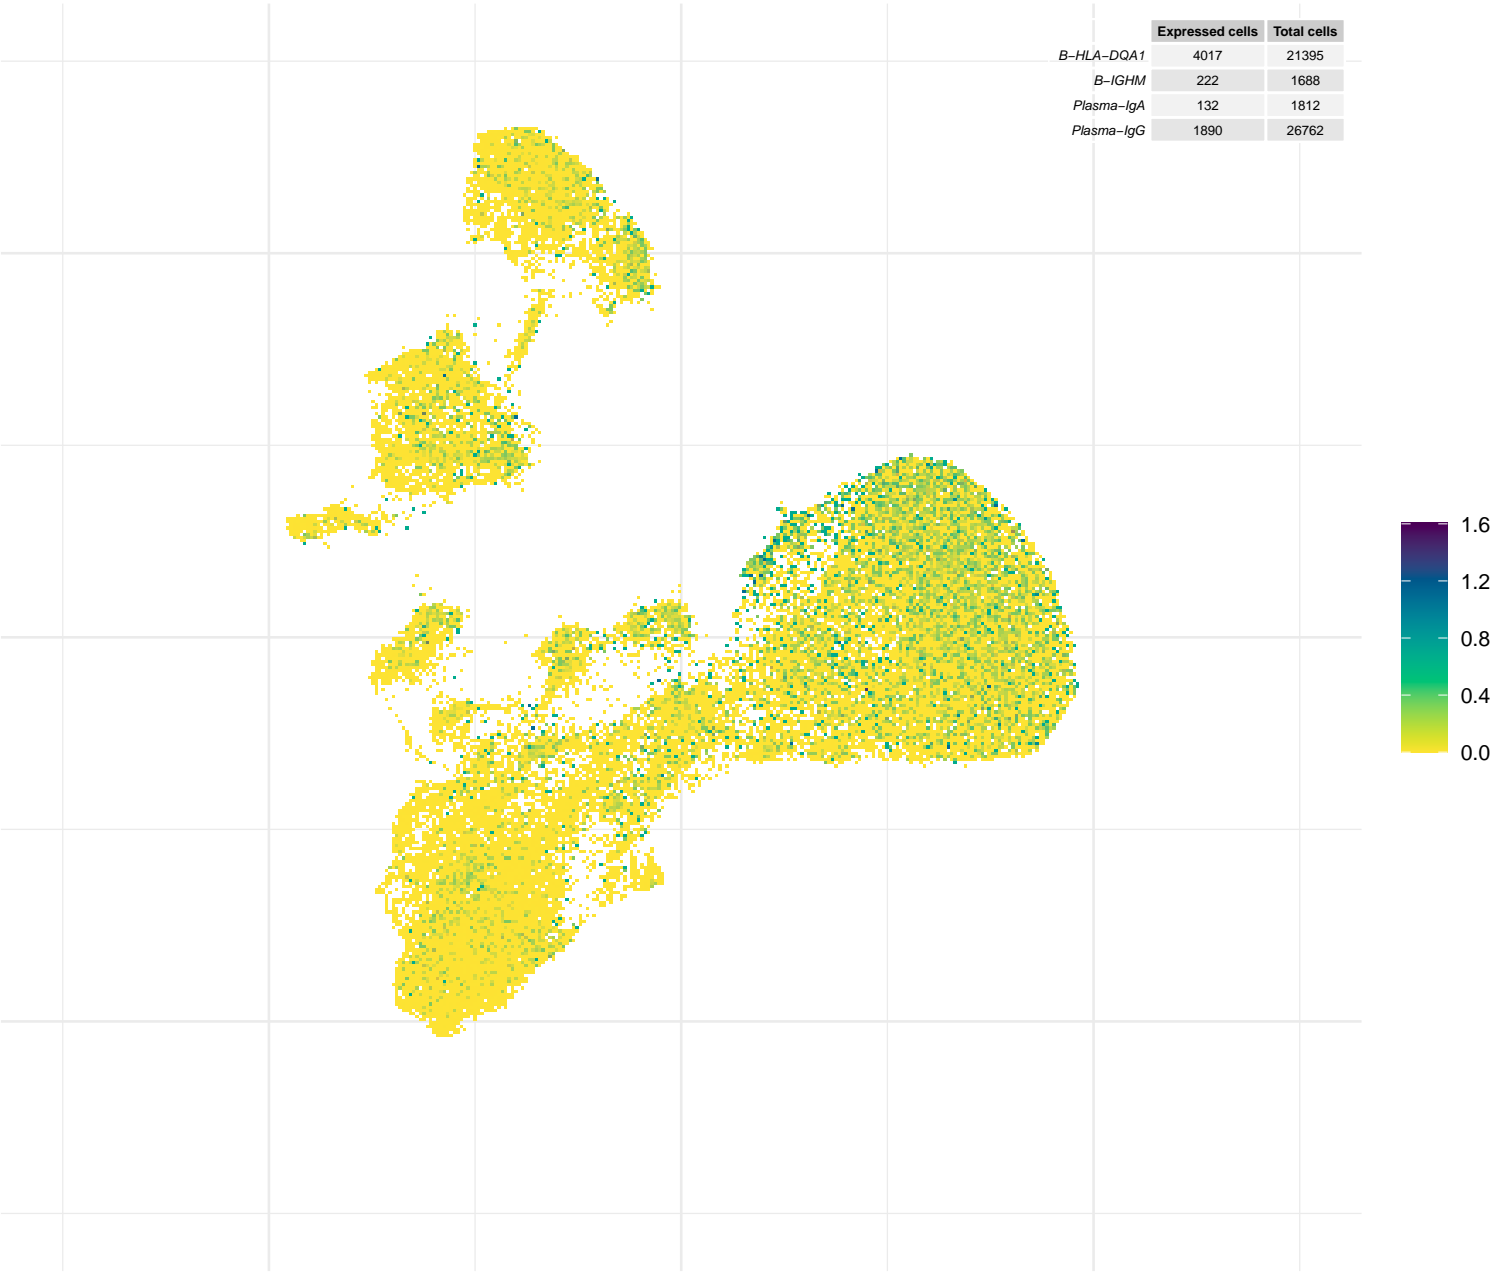 Expressed cells Total cells
B−HLA−DQA1 4017 21395
B−IGHM 222 1688
Plasma−IgA 132 1812
Plasma−IgG 1890 26762
1.6
1.2
0.8
0.4
0.0